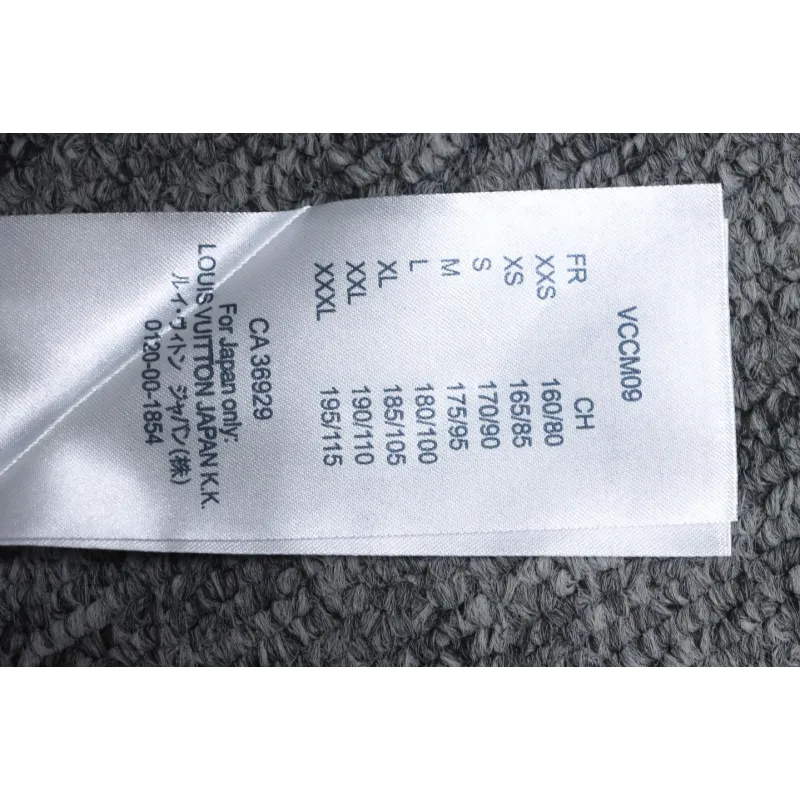 VCCM09
FR CH
XXS 160/80
XS 165/85
S 170/90
M 175/95
L 180/100
XL 185/105
XXL 190/110
XXXL 195/115
CA 36929
For Japan only:
LOUIS VUITTON JAPAN K.K.
ルイ・ヴィトン ジャパン(株)
0120-00-1854